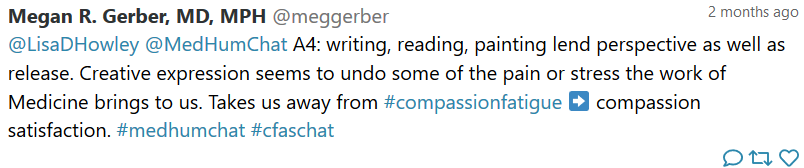 Megan R. Gerber, MD, MPH @meggerber 2 months ago
@LisaDHowley @MedHumChat A4: writing, reading, painting lend perspective as well as
release. Creative expression seems to undo some of the pain or stress the work of
Medicine brings to us. Takes us away from #compassionfatigue ➡ compassion
satisfaction. #medhumchat #cfaschat